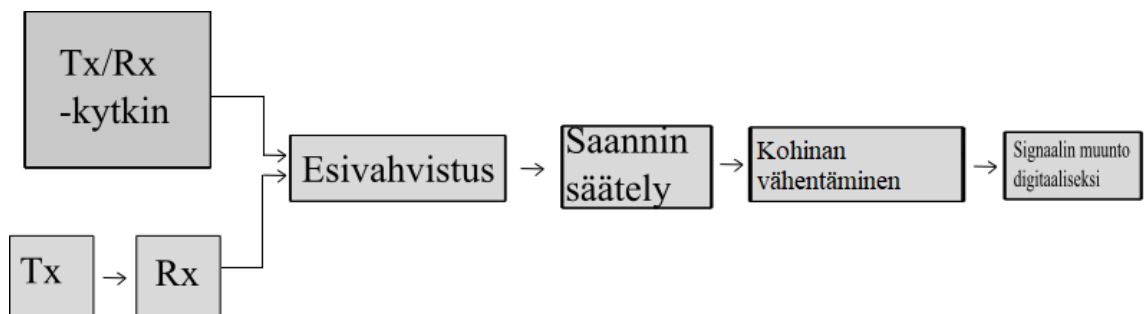 Tx/Rx
-kytkin
Esivahvistus
Saannin
säätely
Kohinan
vähentäminen
Signaalin muunto
digitaaliseksi
Tx
Rx